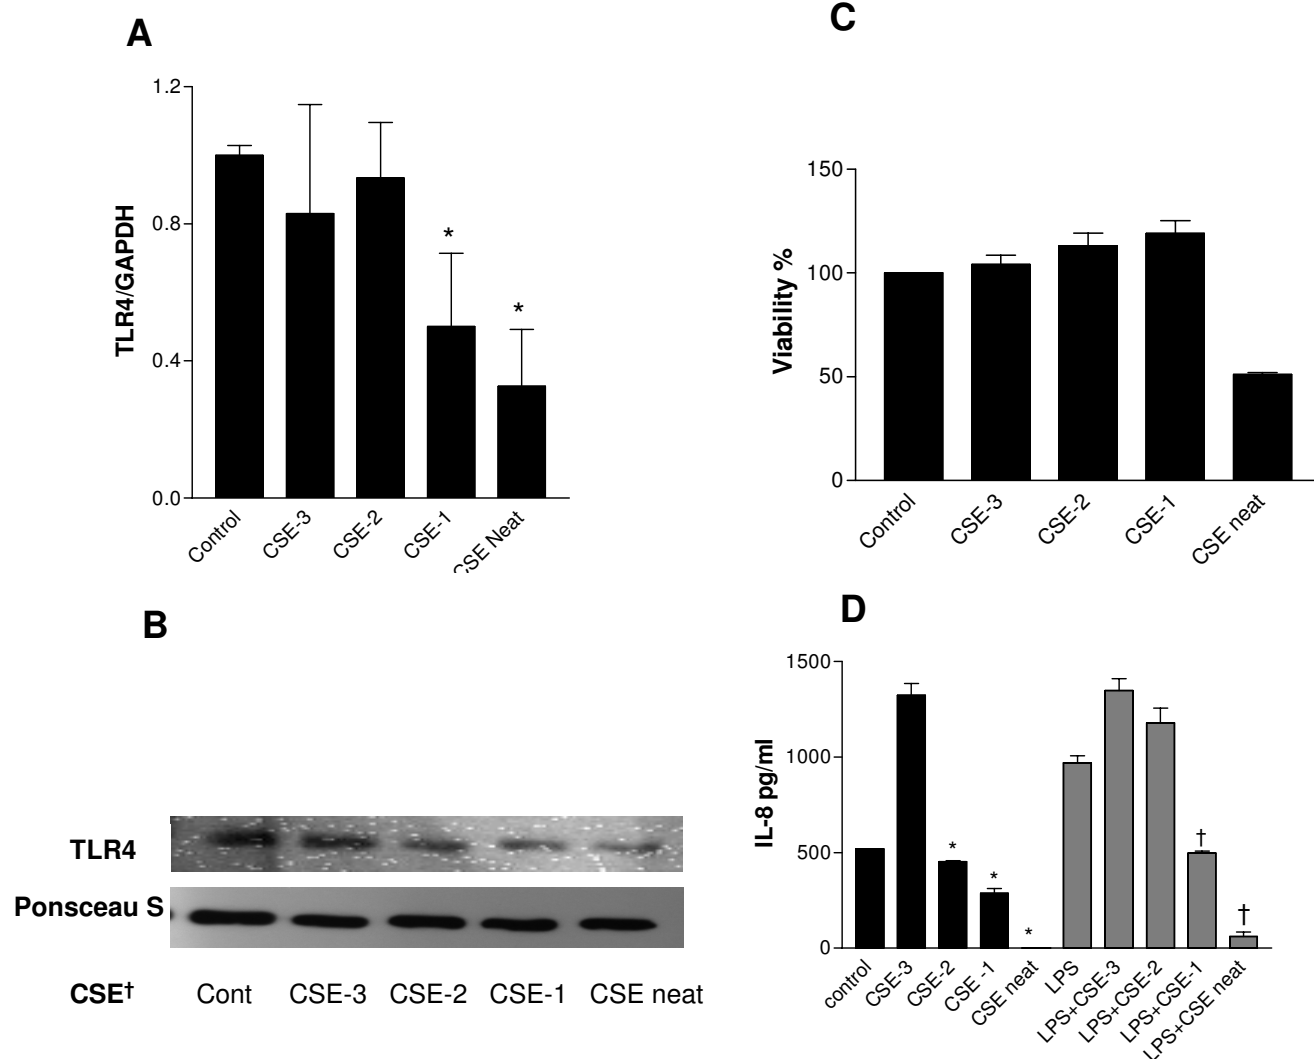 A
TLR4/GAPDH
1.2
0.8
0.4
0.0
*
*
Control
CSE-3
CSE-2
CSE-1
CSE Neat
B
TLR4
Ponsceau S
CSE†
Cont
CSE-3
CSE-2
CSE-1
CSE neat
C
Viability %
150
100
50
0
Control
CSE-3
CSE-2
CSE-1
CSE neat
D
IL-8 pg/ml
1500
1000
500
0
*
*
*
†
†
control
CSE-3
CSE-2
CSE -1
CSE neat
LPS
LPS+CSE-3
LPS+CSE-2
LPS+CSE-1
LPS+CSE neat